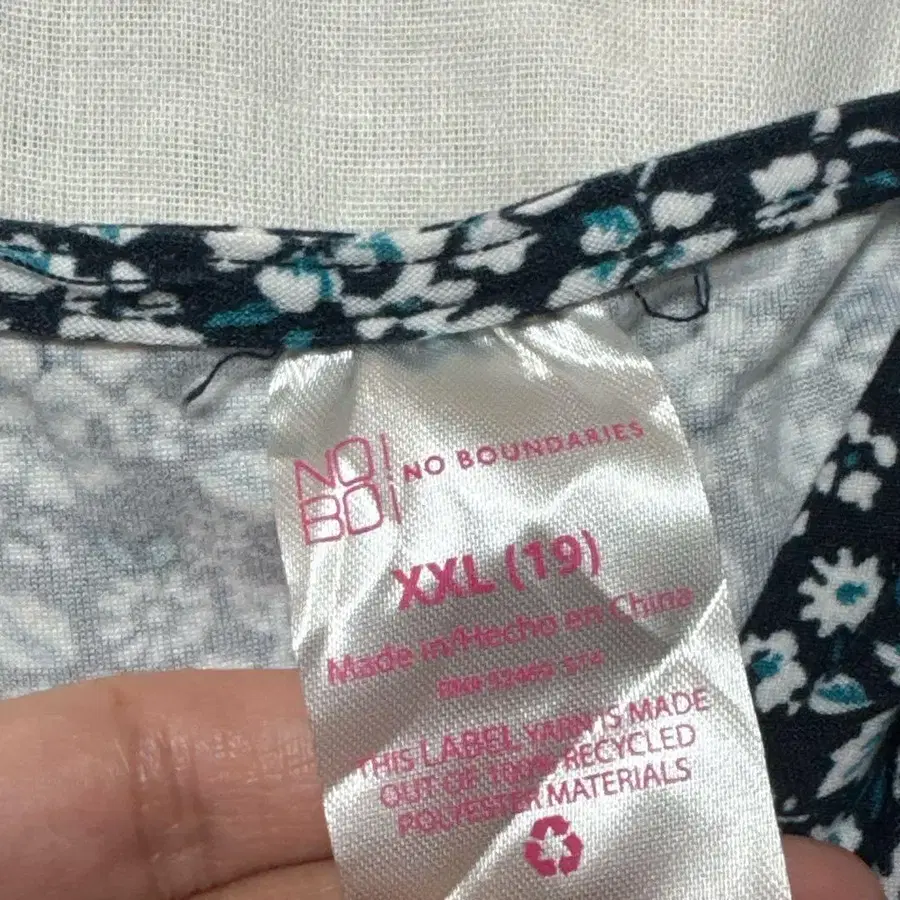 NO
BO
NO BOUNDARIES
XXL (19)
Made in/Hecho en China
THIS LABEL YARN IS MADE
OUT OF 100% RECYCLED
POLYESTER MATERIALS